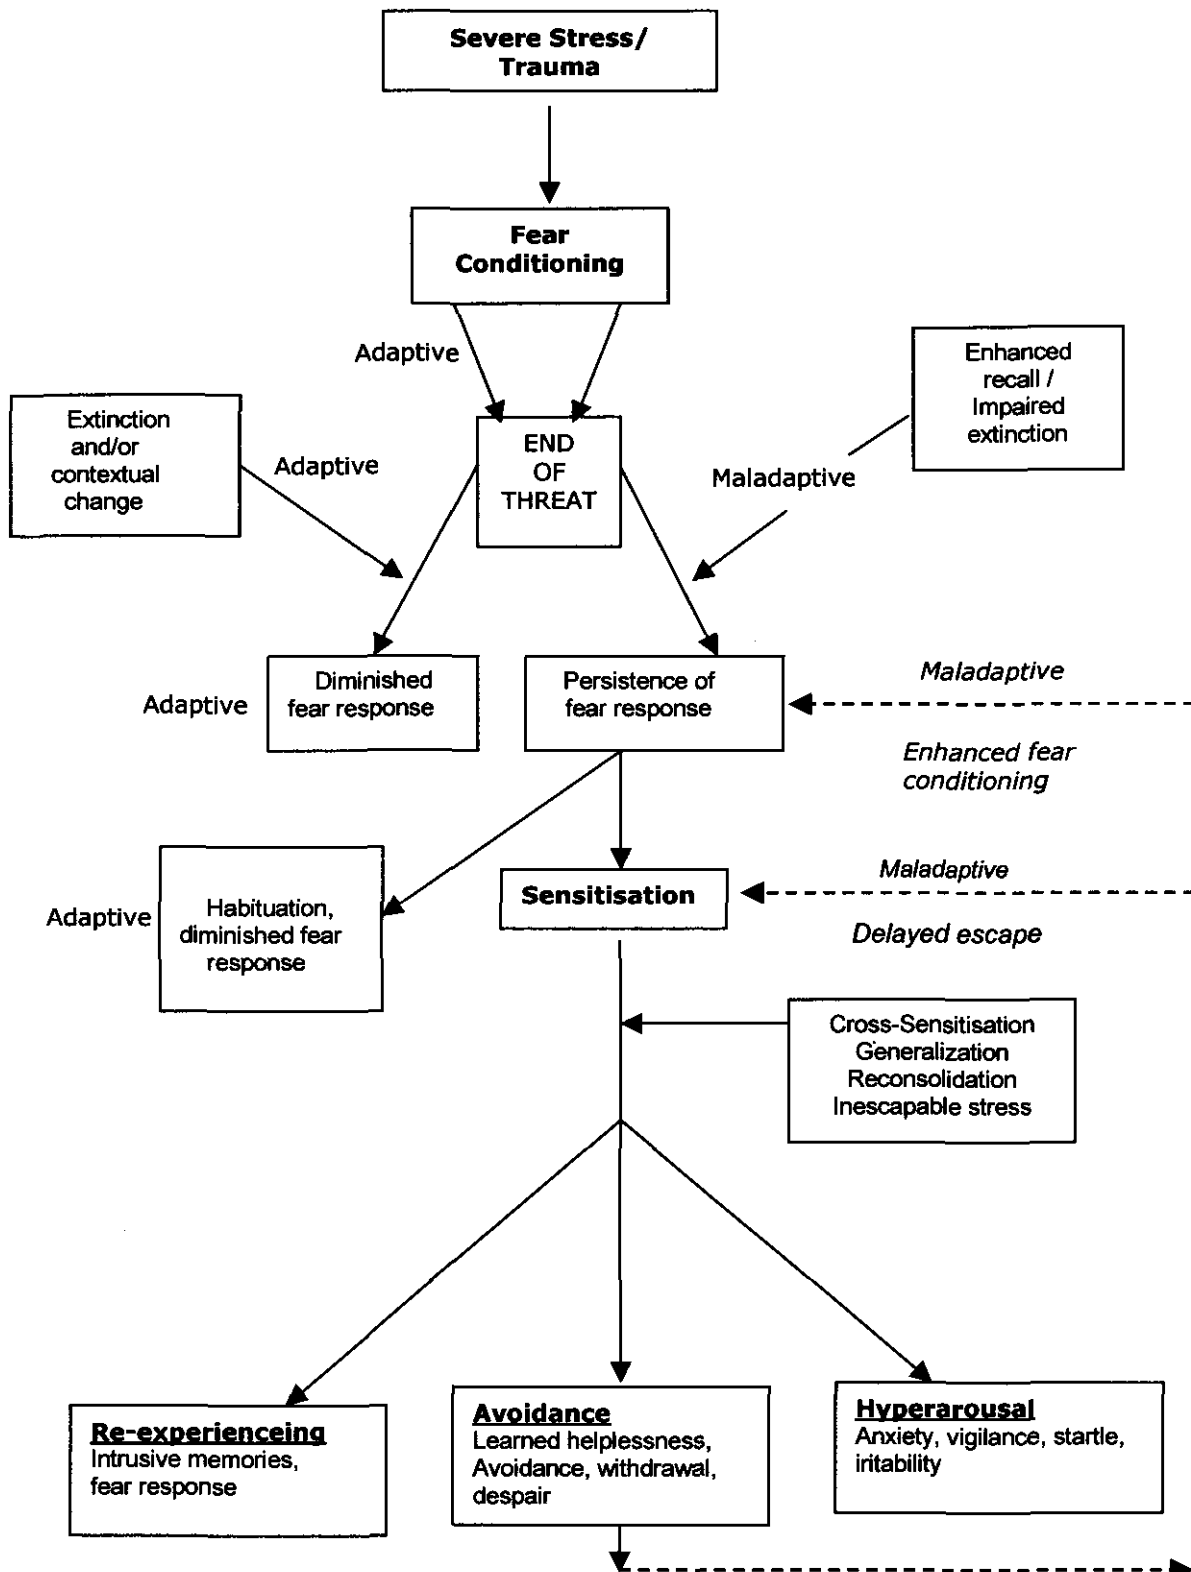 Severe Stress/
Trauma
Fear
Conditioning
Adaptive
Enhanced
recall /
Impaired
extinction
Extinction
and/or
contextual
change
Adaptive
END
OF
THREAT
Maladaptive
Adaptive
Diminished
fear response
Persistence of
fear response
Maladaptive
Enhanced fear
conditioning
Adaptive
Habituation,
diminished fear
response
Sensitisation
Maladaptive
Delayed escape
Cross-Sensitisation
Generalization
Reconsolidation
Inescapable stress
Re-experienceing
Intrusive memories,
fear response
Avoidance
Learned helplessness,
Avoidance, withdrawal,
despair
Hyperarousal
Anxiety, vigilance, startle,
iritability